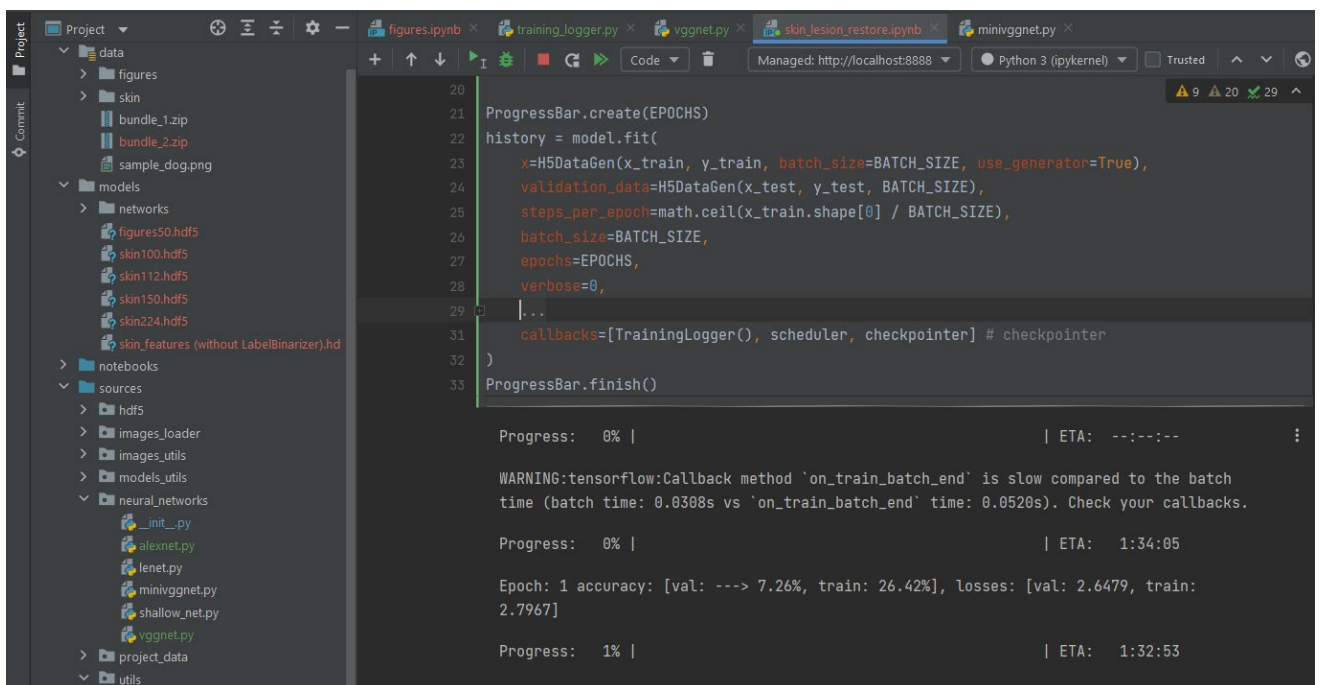 Project
Commit
Project
data
figures
skin
bundle_1.zip
bundle_2.zip
sample_dog.png
models
networks
figures50.hdf5
skin100.hdf5
skin112.hdf5
skin150.hdf5
skin224.hdf5
skin_features (without LabelBinarizer).hd
notebooks
sources
hdf5
images_loader
images_utils
models_utils
neural_networks
__init__.py
alexnet.py
lenet.py
minivggnet.py
shallow_net.py
vggnet.py
project_data
utils
figures.ipynb training_logger.py vggnet.py skin_lesion_restore.ipynb minivggnet.py
Code Managed: http://localhost:8888 Python 3 (ipykernel) Trusted
9 20 29
20
21 ProgressBar.create(EPOCHS)
22 history = model.fit(
23 x=H5DataGen(x_train, y_train, batch_size=BATCH_SIZE, use_generator=True),
24 validation_data=H5DataGen(x_test, y_test, BATCH_SIZE),
25 steps_per_epoch=math.ceil(x_train.shape[0] / BATCH_SIZE),
26 batch_size=BATCH_SIZE,
27 epochs=EPOCHS,
28 verbose=0,
29 ...
31 callbacks=[TrainingLogger(), scheduler, checkpointer] # checkpointer
32 )
33 ProgressBar.finish()
Progress: 0% | | ETA: --:--:--
WARNING:tensorflow:Callback method `on_train_batch_end` is slow compared to the batch
time (batch time: 0.0308s vs `on_train_batch_end` time: 0.0520s). Check your callbacks.
Progress: 0% | | ETA: 1:34:05
Epoch: 1 accuracy: [val: ---> 7.26%, train: 26.42%], losses: [val: 2.6479, train:
2.7967]
Progress: 1% | | ETA: 1:32:53